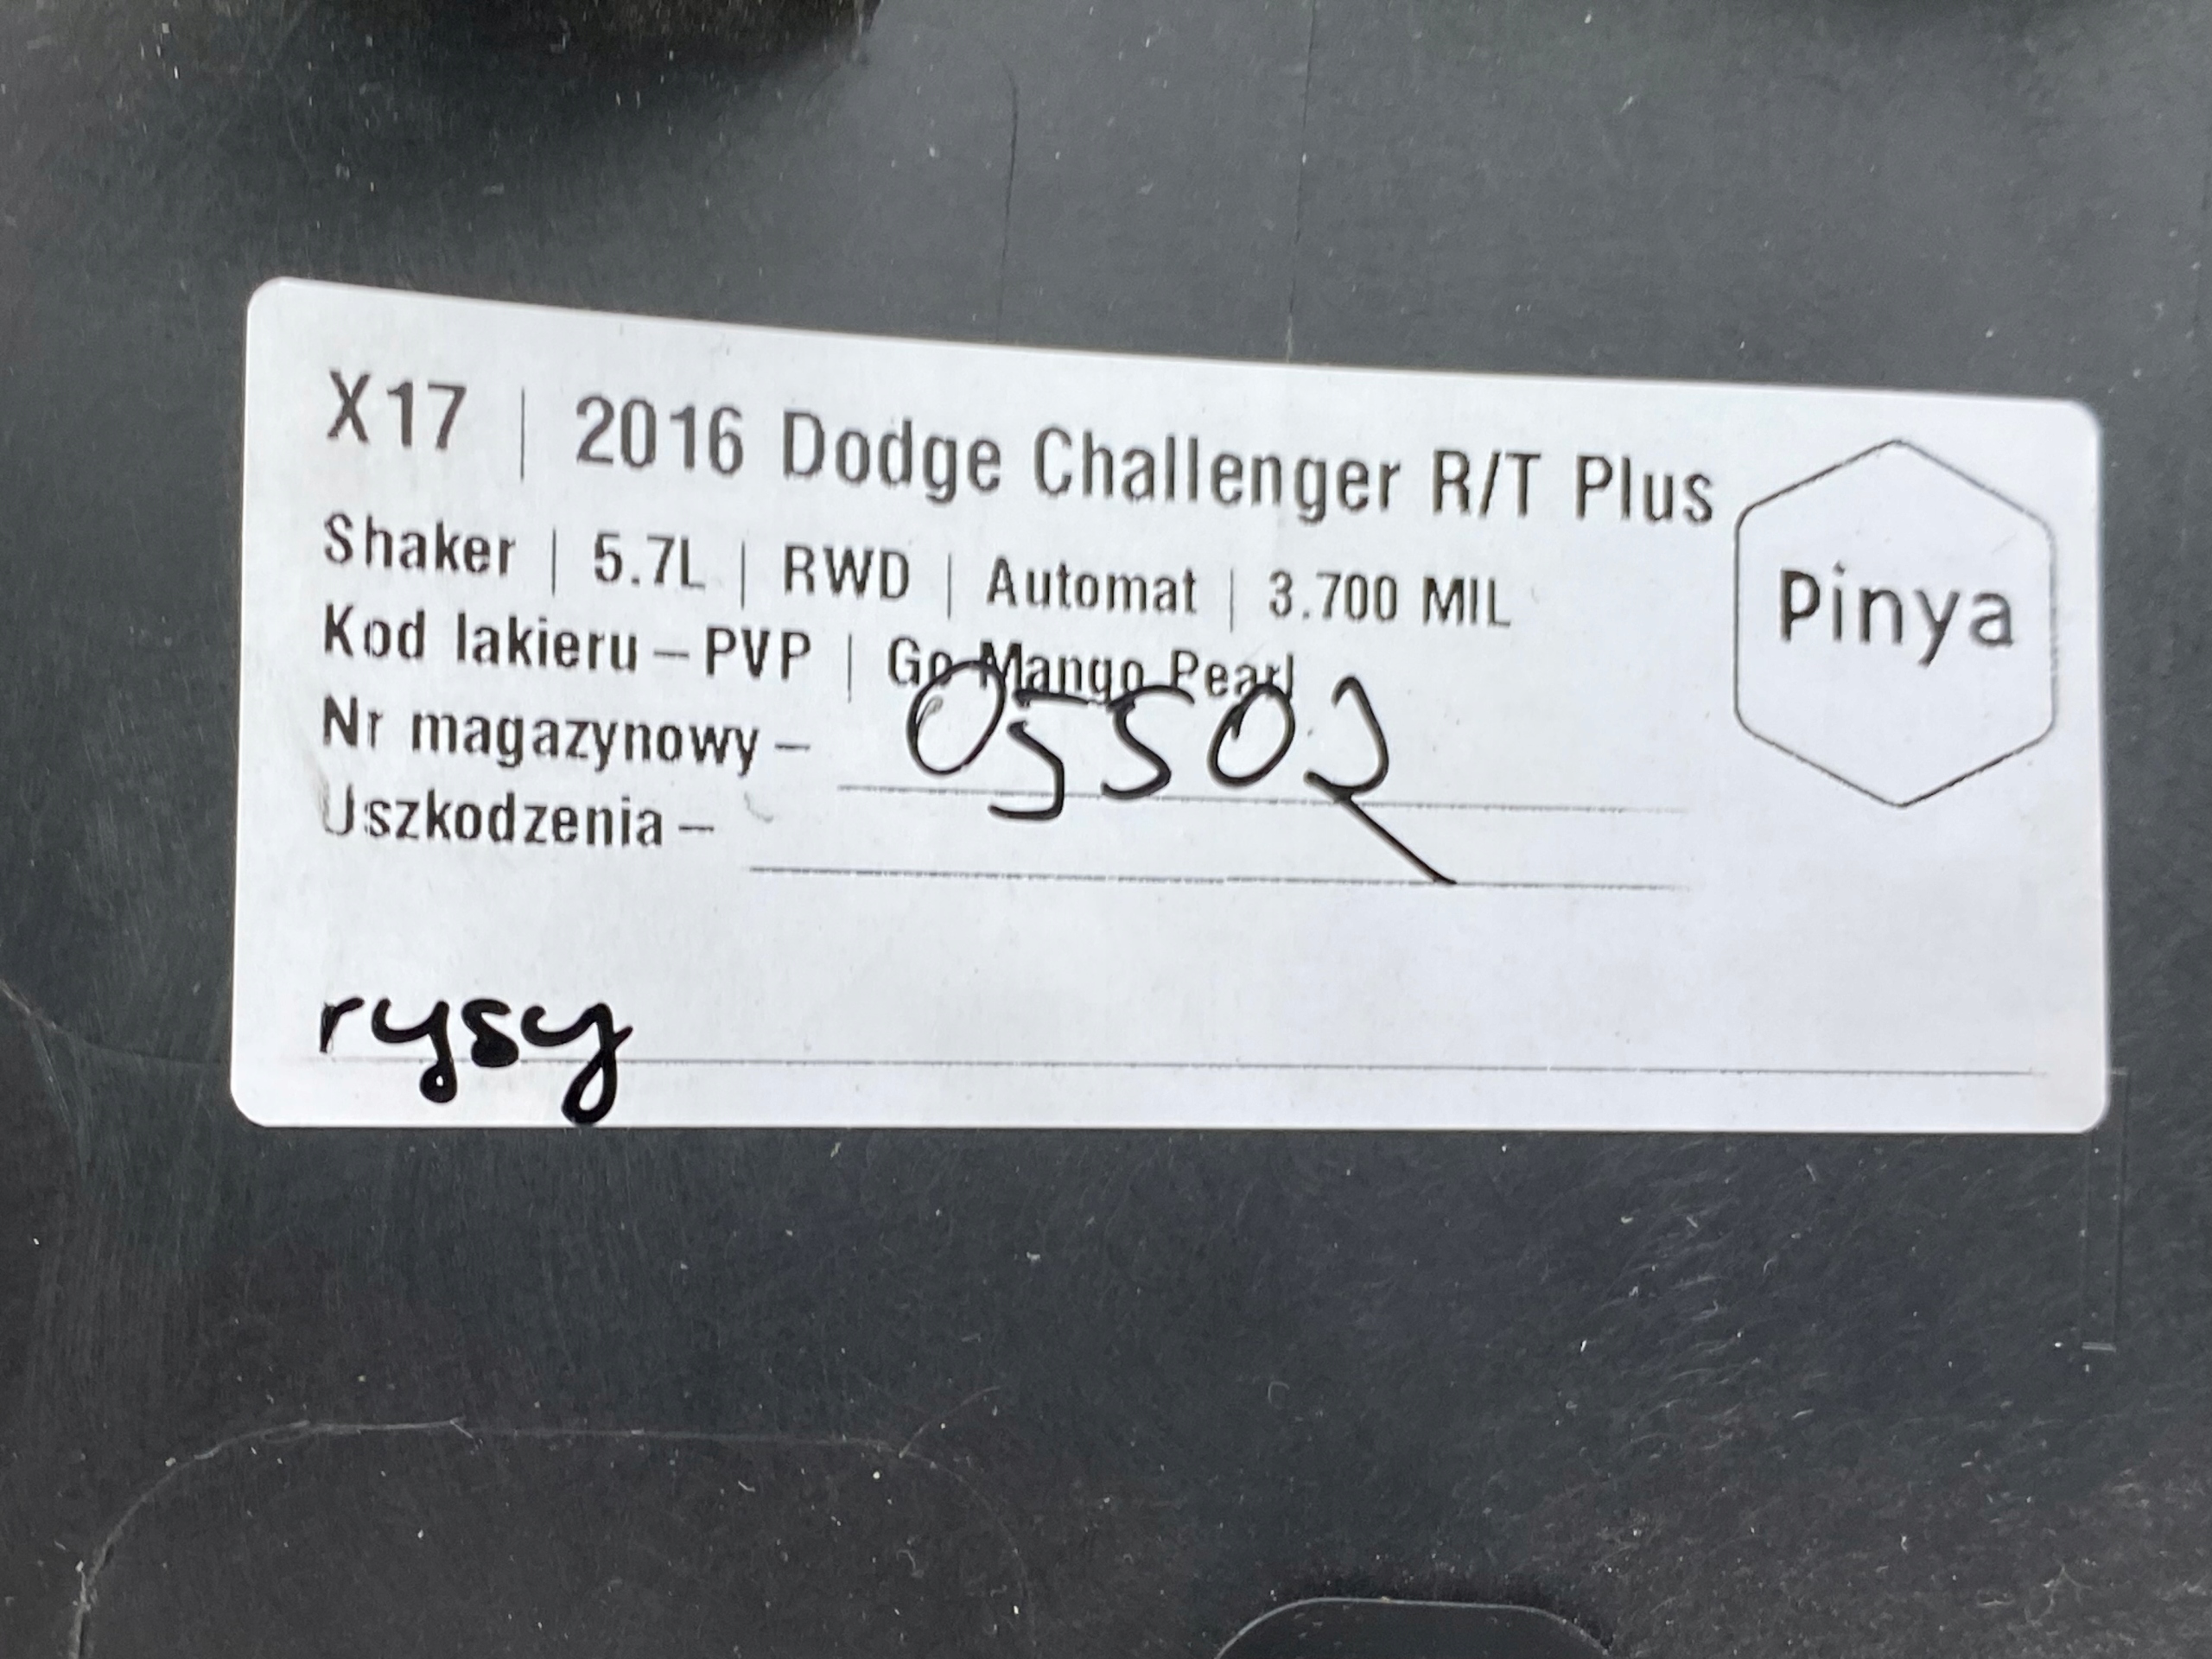 X17 | 2016 Dodge Challenger R/T Plus
Shaker | 5.7L | RWD | Automat | 3.700 MIL
Kod lakieru – PVP | Go Mango Pearl
Nr magazynowy – 05502
Uszkodzenia –
rysy
Pinya